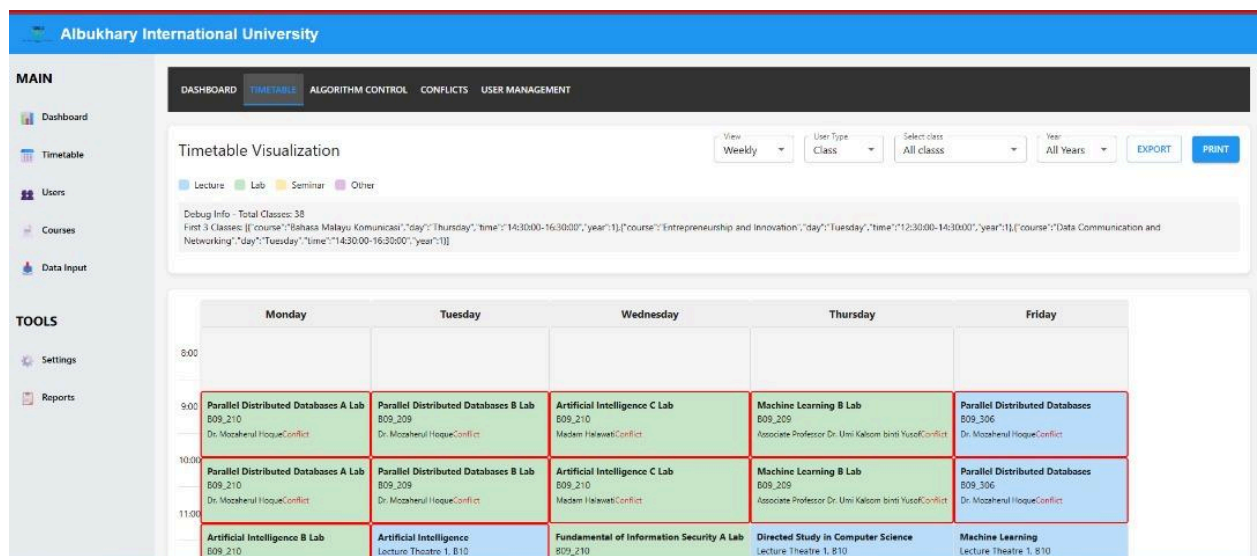 Albukhary International University
MAIN
Dashboard
Timetable
Users
Courses
Data Input
TOOLS
Settings
Reports
DASHBOARD TIMETABLE ALGORITHM CONTROL CONFLICTS USER MANAGEMENT
Timetable Visualization
View
Weekly
User Type
Class
Select class
All classs
Year
All Years
EXPORT
PRINT
Lecture Lab Seminar Other
Debug Info - Total Classes: 38
First 3 Classes: [{"course":"Bahasa Malayu Komunicasi","day":"Thursday","time":"14:30:00-16:30:00","year":1},{"course":"Entrepreneurship and Innovation","day":"Tuesday","time":"12:30:00-14:30:00","year":1},{"course":"Data Communication and
Networking","day":"Tuesday","time":"14:30:00-16:30:00","year":1}]
Monday Tuesday Wednesday Thursday Friday
8:00
9:00
Parallel Distributed Databases A Lab
B09_210
Dr. Mozaherul HoqueConflict
Parallel Distributed Databases B Lab
B09_209
Dr. Mozaherul HoqueConflict
Artificial Intelligence C Lab
B09_210
Madam HalawatiConflict
Machine Learning B Lab
B09_209
Associate Professor Dr. Umi Kalsom binti YusofConflict
Parallel Distributed Databases
B09_306
Dr. Mozaherul HoqueConflict
10:00
Parallel Distributed Databases A Lab
B09_210
Dr. Mozaherul HoqueConflict
Parallel Distributed Databases B Lab
B09_209
Dr. Mozaherul HoqueConflict
Artificial Intelligence C Lab
B09_210
Madam HalawatiConflict
Machine Learning B Lab
B09_209
Associate Professor Dr. Umi Kalsom binti YusofConflict
Parallel Distributed Databases
B09_306
Dr. Mozaherul HoqueConflict
11:00
Artificial Intelligence B Lab
B09_210
Artificial Intelligence
Lecture Theatre 1, B10
Fundamental of Information Security A Lab
B09_210
Directed Study in Computer Science
Lecture Theatre 1, B10
Machine Learning
Lecture Theatre 1, B10